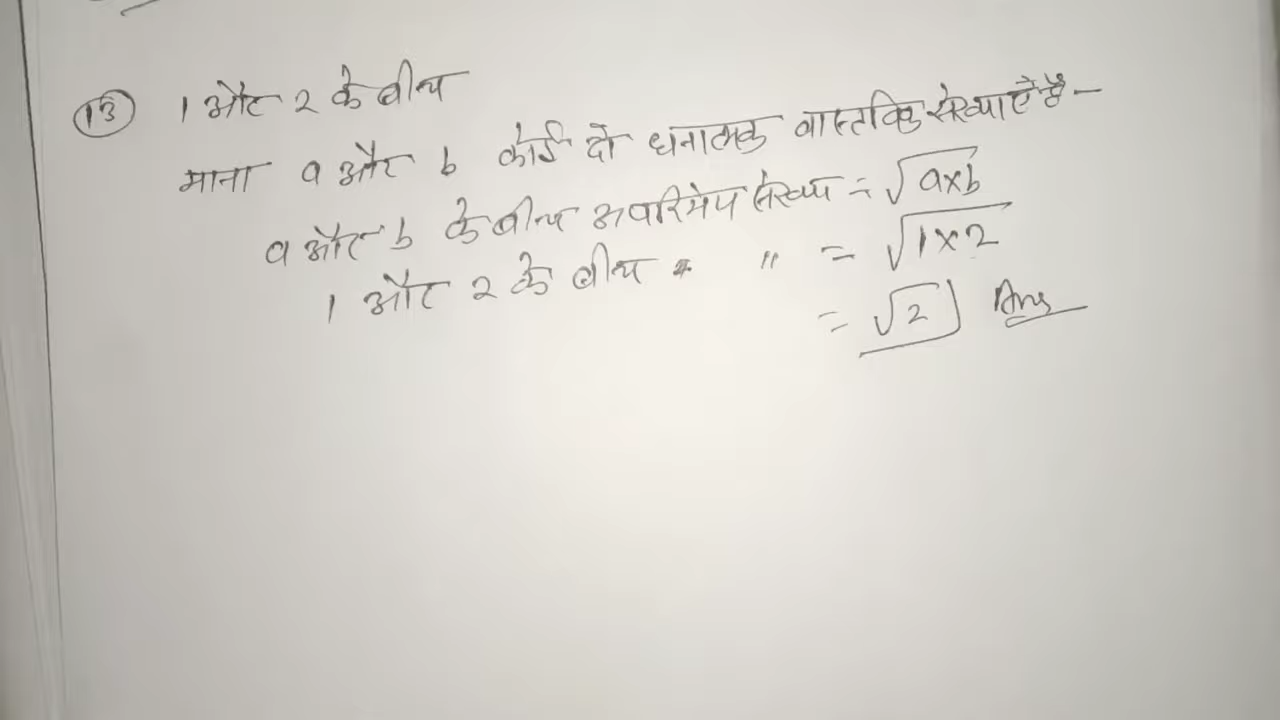 13 1 और 2 के बीच
माना a और b कोई दो धनात्मक वास्तविक संख्याएँ है -
a और b के बीच अपरिमेय संख्या = √a×b
1 और 2 के बीच " " = √1×2
= √2 Ans